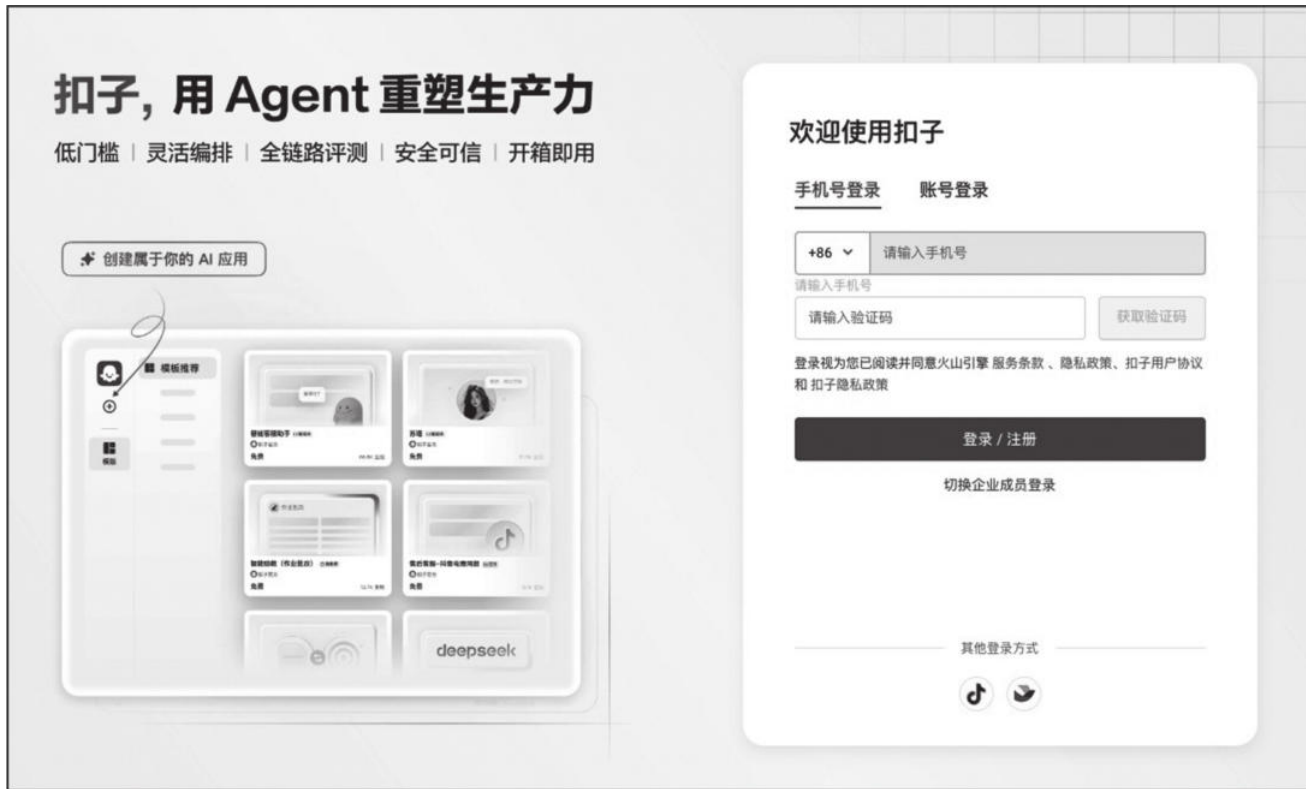 扣子，用 Agent 重塑生产力
低门槛 | 灵活编排 | 全链路评测 | 安全可信 | 开箱即用
创建属于你的 AI 应用
模板推荐
模板
免费
免费
免费
免费
deepseek
欢迎使用扣子
手机号登录 账号登录
+86 请输入手机号
请输入手机号
请输入验证码 获取验证码
登录视为您已阅读并同意火山引擎 服务条款 、隐私政策、扣子用户协议
和 扣子隐私政策
登录 / 注册
切换企业成员登录
其他登录方式